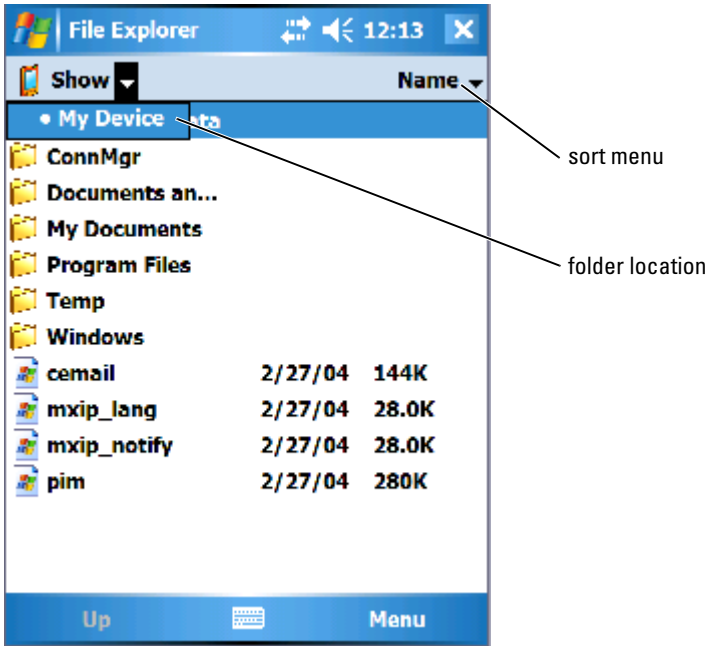 File Explorer 12:13
Show Name
My Device ata
ConnMgr
sort menu
Documents an...
My Documents
Program Files
folder location
Temp
Windows
cemail 2/27/04 144K
mxip_lang 2/27/04 28.0K
mxip_notify 2/27/04 28.0K
pim 2/27/04 280K
Up Menu